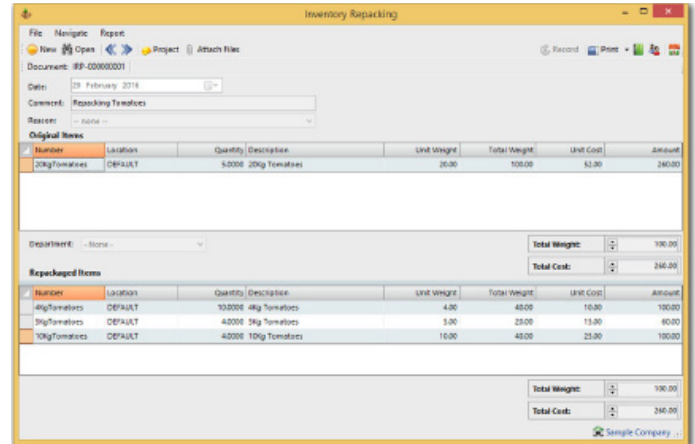 Inventory Repacking
File Navigate Report
New Open Project Attach Files Record Print
Document: IRP-000000001
Date: 29 February 2016
Comment: Repacking Tomatoes
Reason: -- none --
Original Items
Number Location Quantity Description Unit Weight Total Weight Unit Cost Amount
20KgTomatoes DEFAULT 5.0000 20Kg Tomatoes 20.00 100.00 52.00 260.00
Department: - None - Total Weight: 100.00
Total Cost: 260.00
Repackaged Items
Number Location Quantity Description Unit Weight Total Weight Unit Cost Amount
4KgTomatoes DEFAULT 10.0000 4Kg Tomatoes 4.00 40.00 10.00 100.00
5KgTomatoes DEFAULT 4.0000 5Kg Tomatoes 5.00 20.00 15.00 60.00
10KgTomatoes DEFAULT 4.0000 10Kg Tomatoes 10.00 40.00 25.00 100.00
Total Weight: 100.00
Total Cost: 260.00
Sample Company